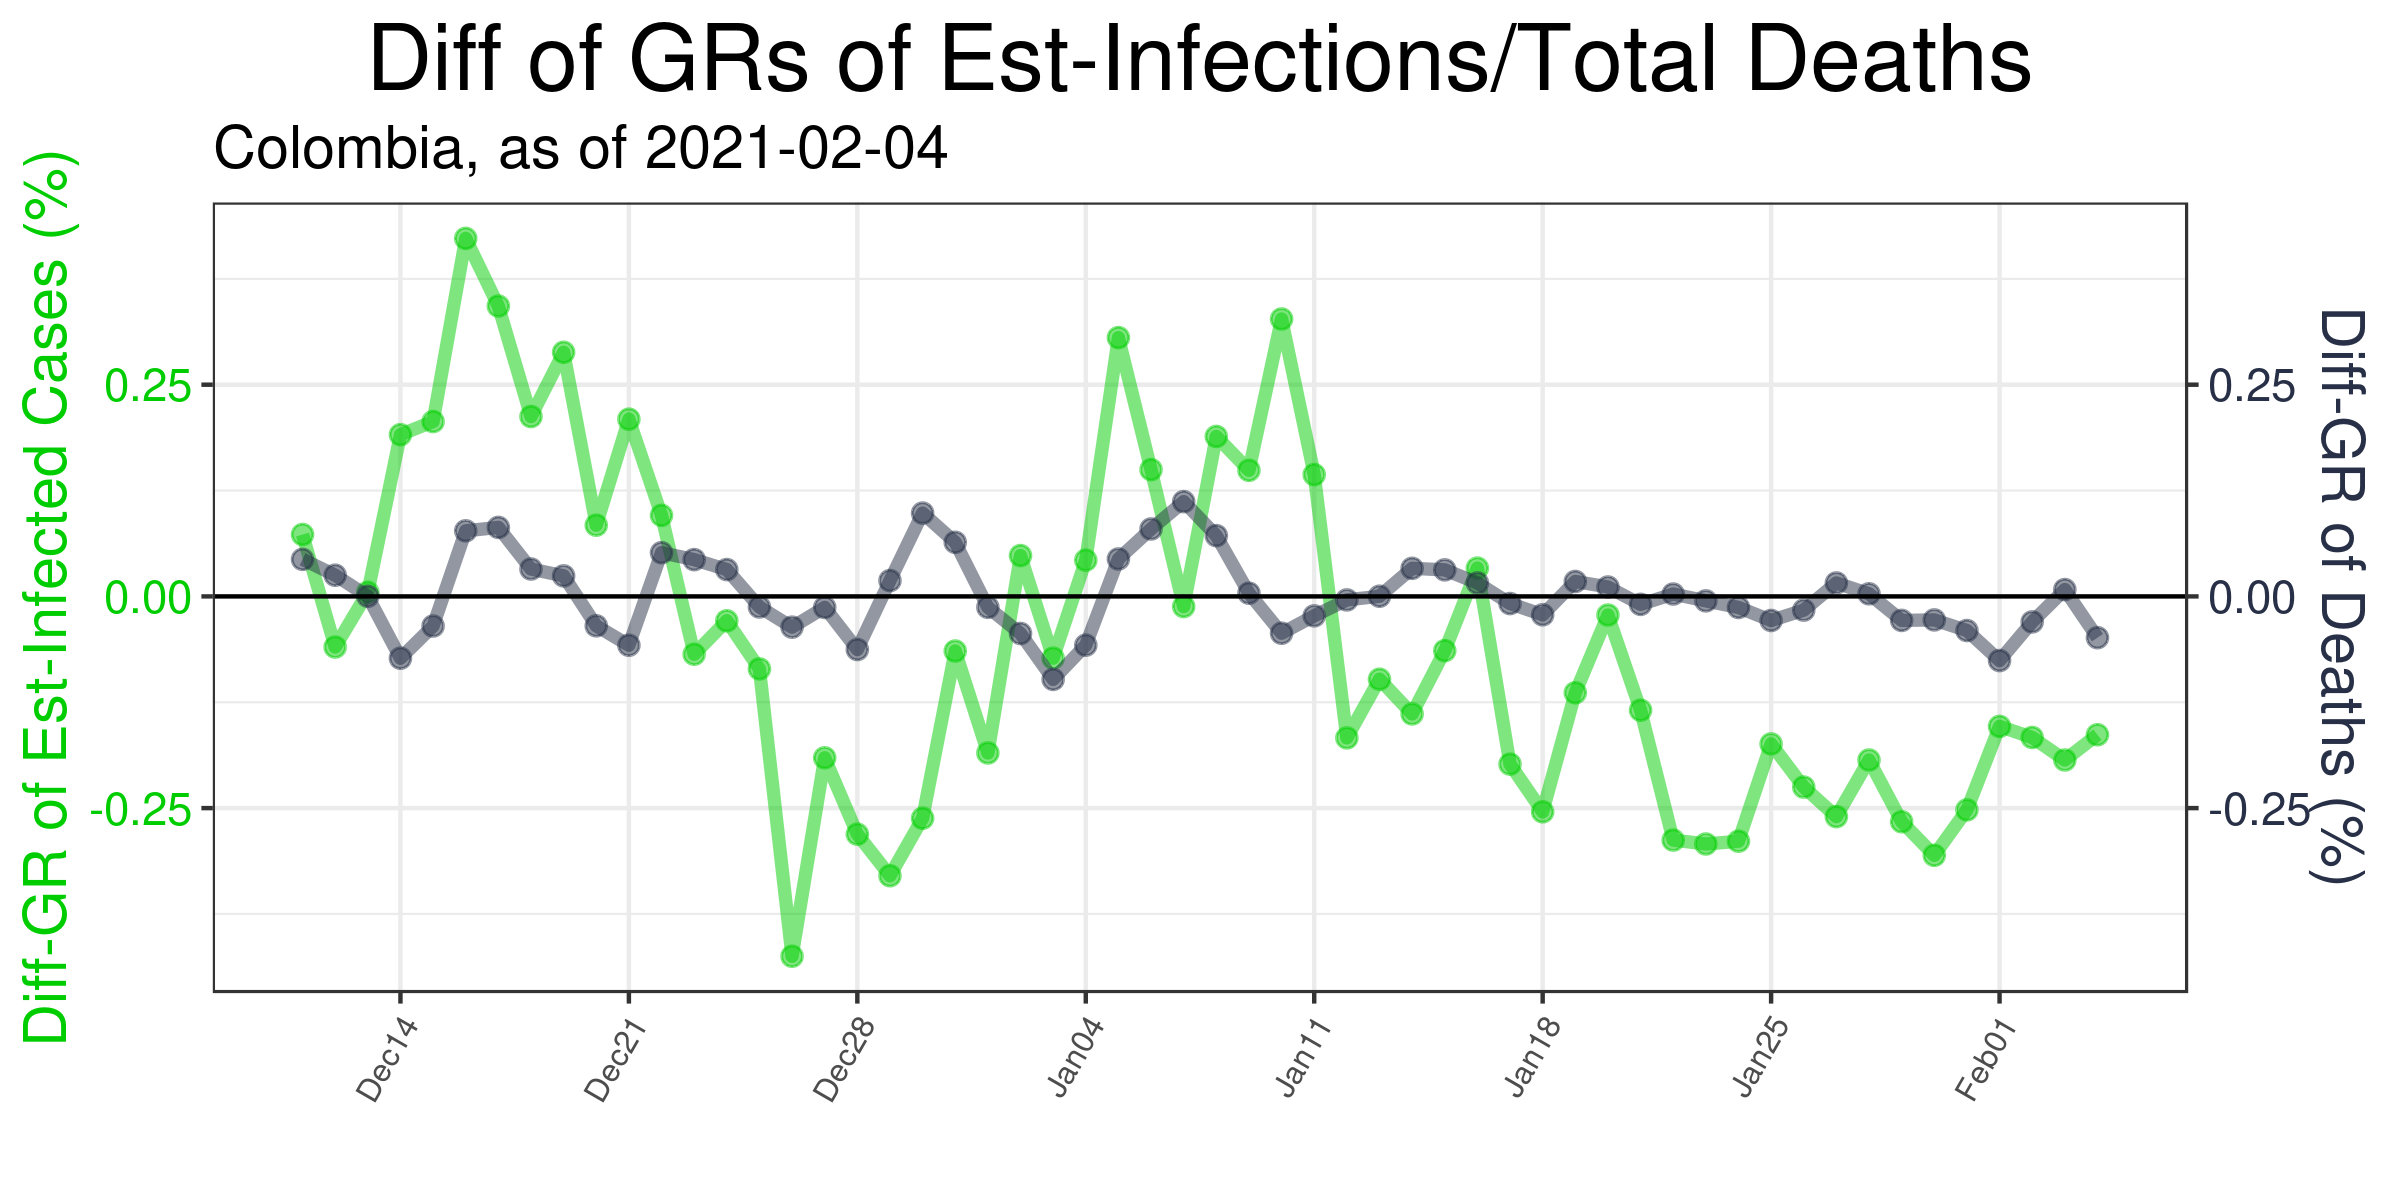 Diff of GRs of Est-Infections/Total Deaths
Colombia, as of 2021-02-04
Diff-GR of Est-Infected Cases (%)
0.25
0.00
-0.25
0.25
0.00
-0.25
Diff-GR of Deaths (%)
Dec14
Dec21
Dec28
Jan04
Jan11
Jan18
Jan25
Feb01